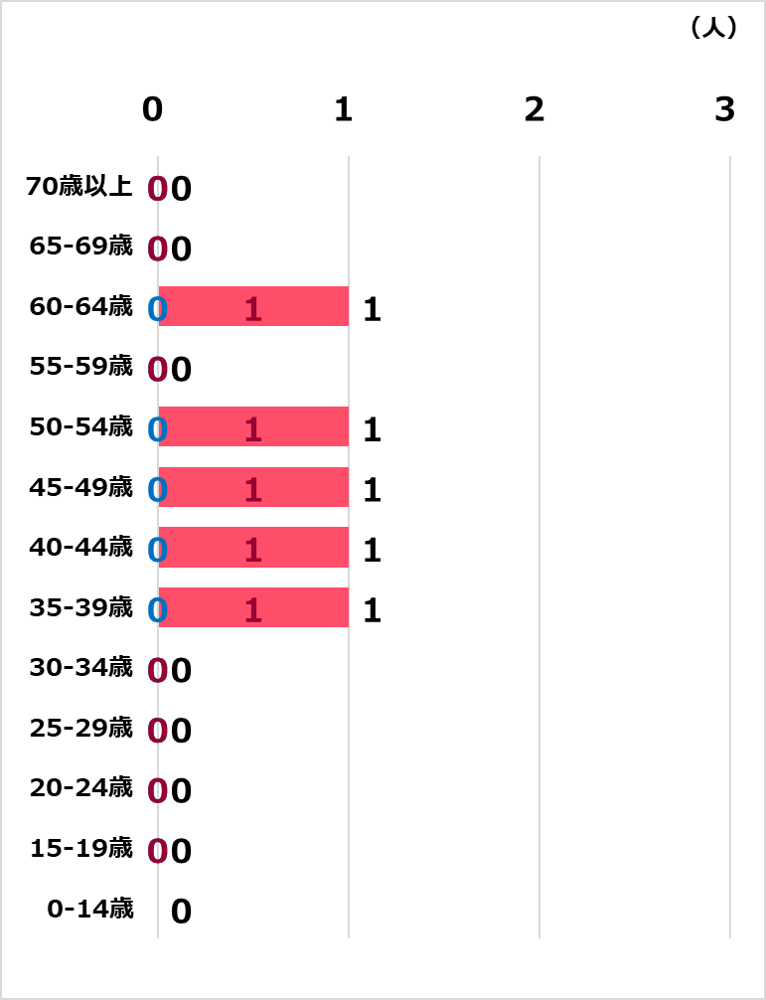 （人）
0 1 2 3
70歳以上 0 0
65-69歳 0 0
60-64歳 0 1 1
55-59歳 0 0
50-54歳 0 1 1
45-49歳 0 1 1
40-44歳 0 1 1
35-39歳 0 1 1
30-34歳 0 0
25-29歳 0 0
20-24歳 0 0
15-19歳 0 0
0-14歳 0